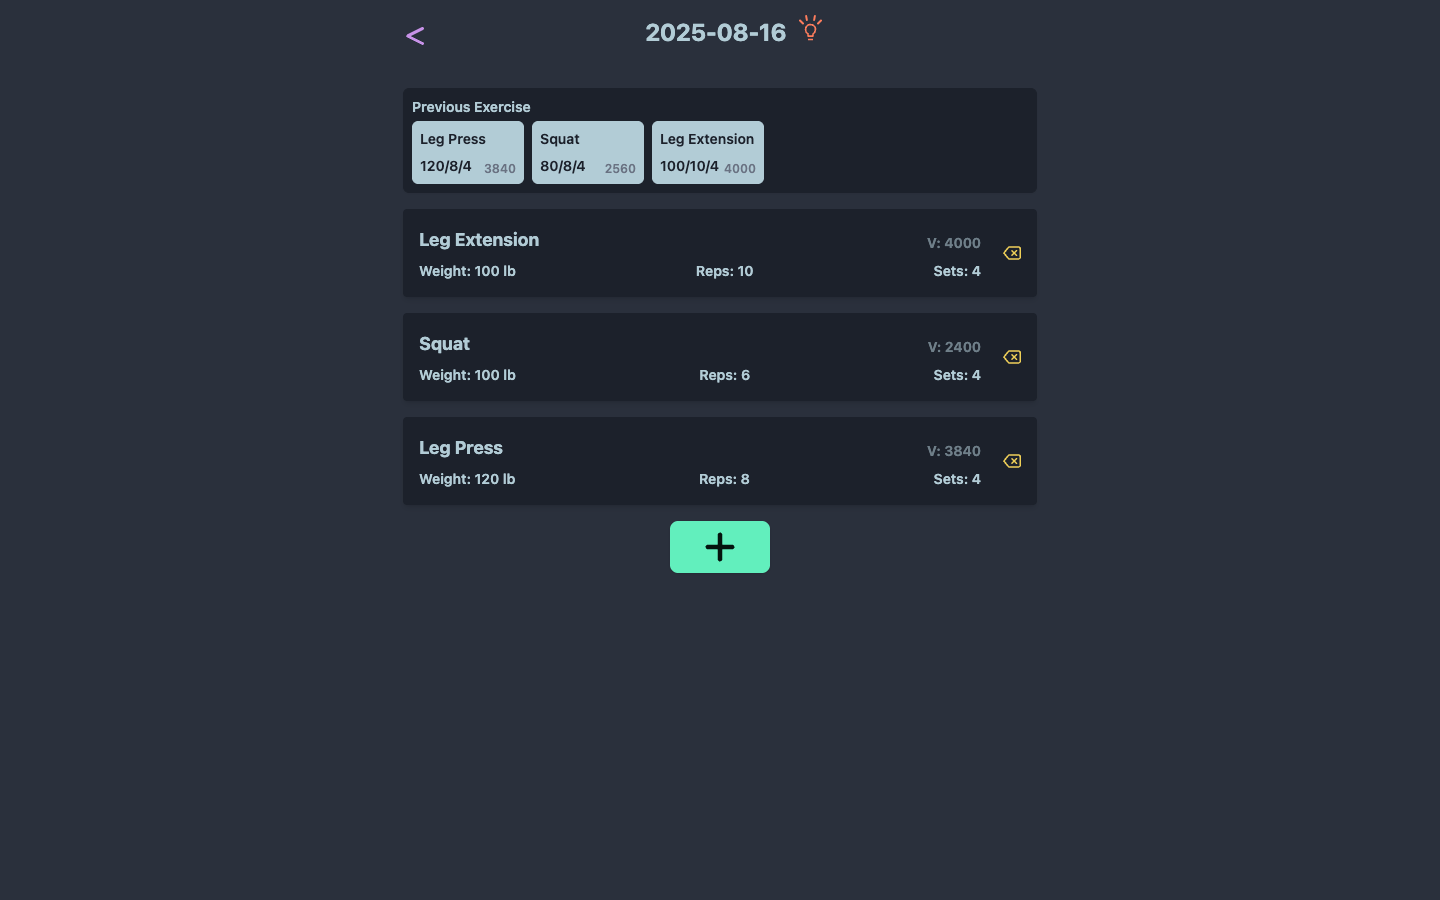 <
2025-08-16
Previous Exercise
Leg Press
120/8/4 3840
Squat
80/8/4 2560
Leg Extension
100/10/4 4000
Leg Extension
V: 4000
Weight: 100 lb Reps: 10 Sets: 4
Squat
V: 2400
Weight: 100 lb Reps: 6 Sets: 4
Leg Press
V: 3840
Weight: 120 lb Reps: 8 Sets: 4
+